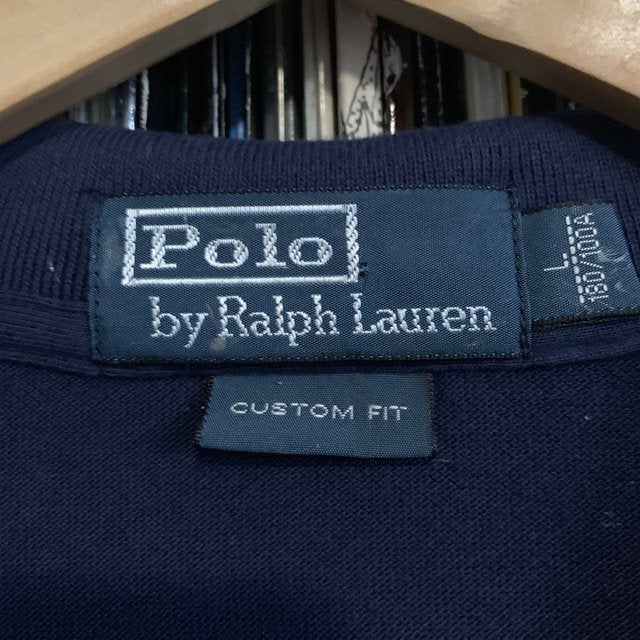 Polo
by Ralph Lauren
L
180/100A
CUSTOM FIT